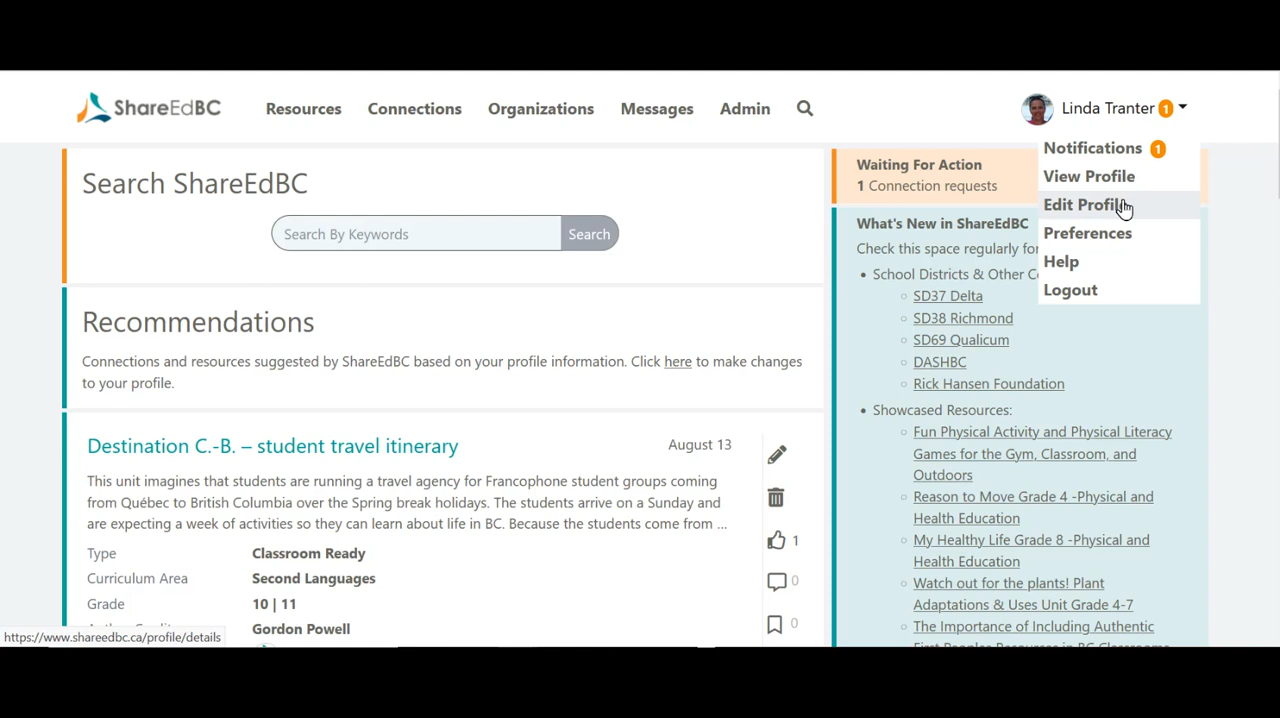 ShareEdBC
Resources
Connections
Organizations
Messages
Admin
Linda Tranter 1
Notifications 1
View Profile
Edit Profile
Preferences
Help
Logout
Search ShareEdBC
Search By Keywords
Search
Recommendations
Connections and resources suggested by ShareEdBC based on your profile information. Click here to make changes
to your profile.
Destination C.-B. – student travel itinerary
August 13
This unit imagines that students are running a travel agency for Francophone student groups coming
from Québec to British Columbia over the Spring break holidays. The students arrive on a Sunday and
are expecting a week of activities so they can learn about life in BC. Because the students come from ...
Type Classroom Ready
Curriculum Area Second Languages
Grade 10 | 11
Gordon Powell
1
0
0
Waiting For Action
1 Connection requests
What's New in ShareEdBC
Check this space regularly for
School Districts & Other C
SD37 Delta
SD38 Richmond
SD69 Qualicum
DASHBC
Rick Hansen Foundation
Showcased Resources:
Fun Physical Activity and Physical Literacy
Games for the Gym, Classroom, and
Outdoors
Reason to Move Grade 4 -Physical and
Health Education
My Healthy Life Grade 8 -Physical and
Health Education
Watch out for the plants! Plant
Adaptations & Uses Unit Grade 4-7
The Importance of Including Authentic
First Peoples Resources in BC Classrooms
https://www.shareedbc.ca/profile/details